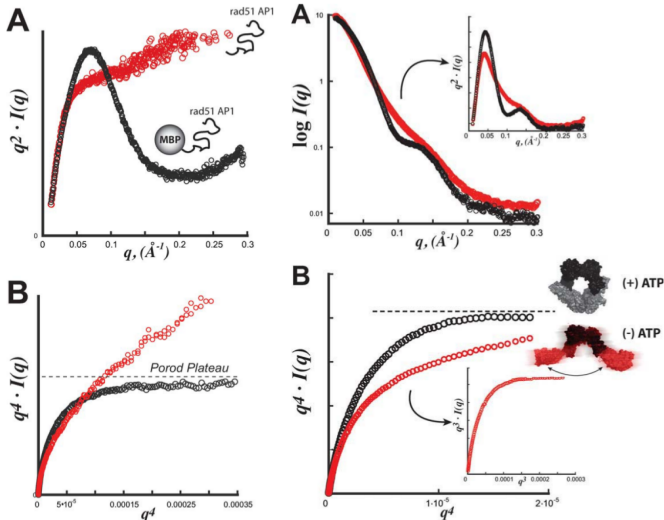 A
rad51 AP1
q² · I(q)
MBP
rad51 AP1
0
0 0.05 0.1 0.15 0.2 0.25 0.3
q, (Å⁻¹)
A
10
1
0.1
0.01
log I(q)
0 0.05 0.1 0.15 0.2 0.25 0.3
q, (Å⁻¹)
q² · I(q)
0 0.05 0.1 0.15 0.2 0.3
q, (Å⁻¹)
B
q⁴ · I(q)
Porod Plateau
0 5•10⁻⁵ 0.00015 0.00025 0.00035
q⁴
B
q⁴ · I(q)
(+) ATP
(-) ATP
0 1•10⁻⁵ 2•10⁻⁵
q⁴
q³ · I(q)
0 0.0001 0.0002 0.0003
q³